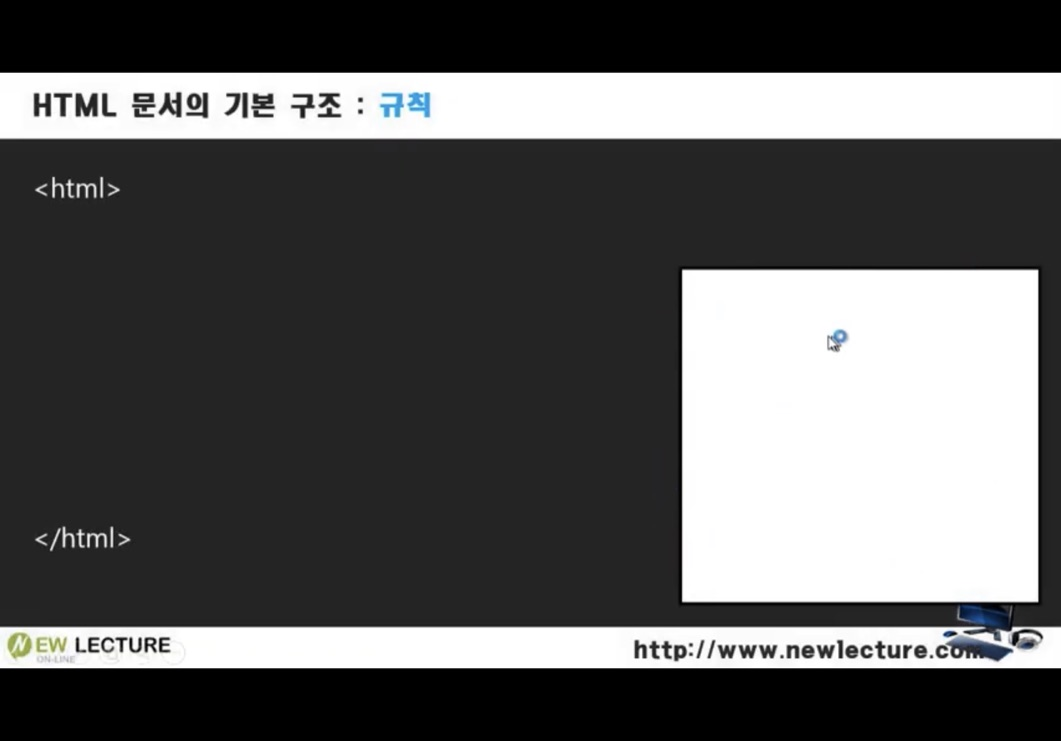 HTML 문서의 기본 구조 : 규칙
<html>
</html>
NEW LECTURE
ON-LINE
http://www.newlecture.com